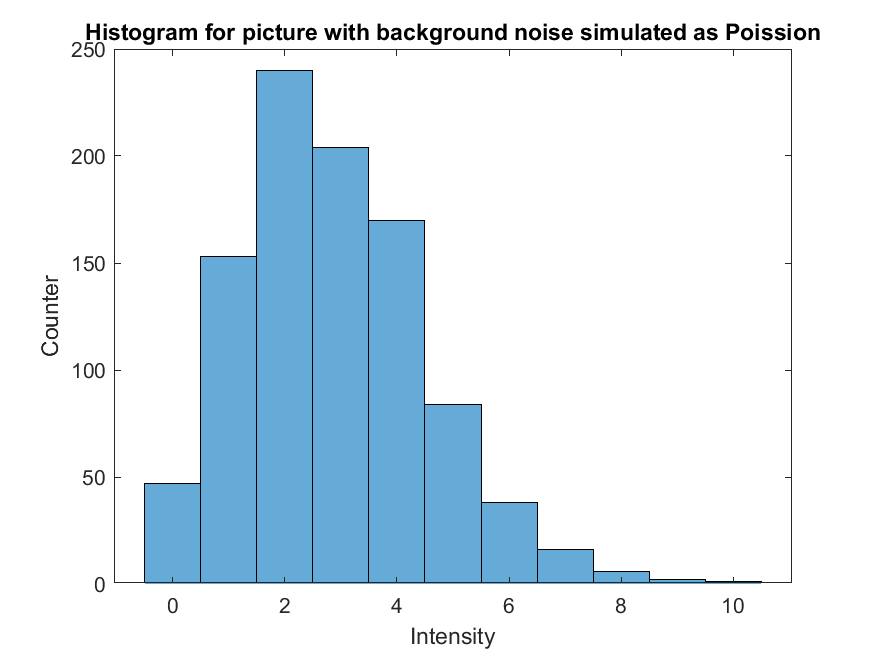 Histogram for picture with background noise simulated as Poission
250
200
150
100
50
0
Counter
0 2 4 6 8 10
Intensity